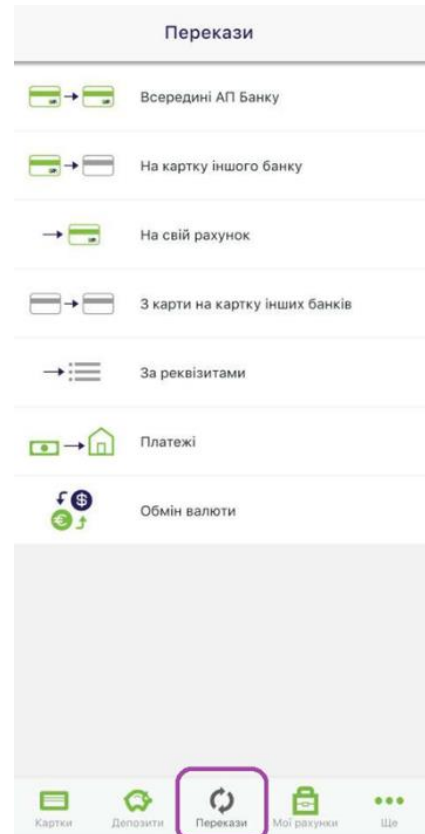 Перекази
Всередині АП Банку
На картку іншого банку
На свій рахунок
З карти на картку інших банків
За реквізитами
Платежі
Обмін валюти
Картки
Депозити
Перекази
Мої рахунки
Ще